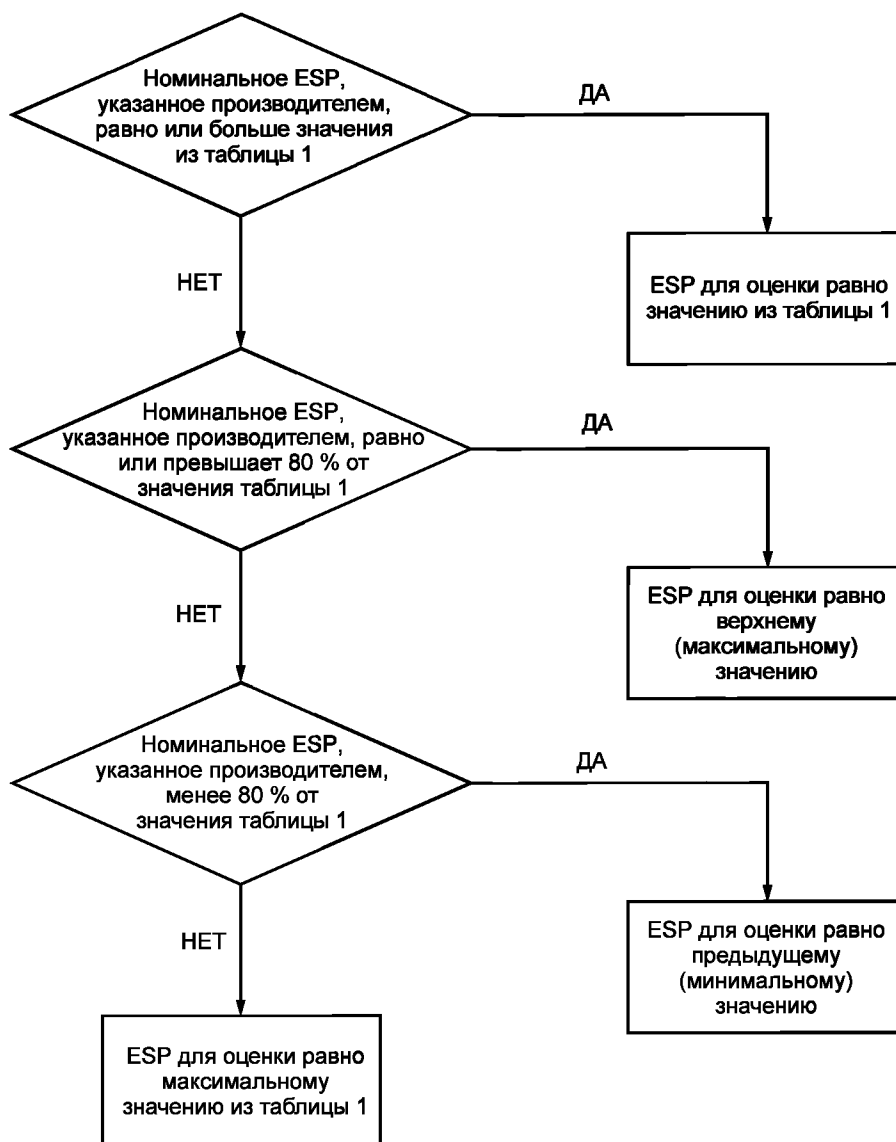 Номинальное ESP,
указанное производителем,
равно или больше значения
из таблицы 1
ДА
НЕТ
ESP для оценки равно
значению из таблицы 1
Номинальное ESP,
указанное производителем, равно
или превышает 80 % от
значения таблицы 1
ДА
НЕТ
ESP для оценки равно
верхнему
(максимальному)
значению
Номинальное ESP,
указанное производителем,
менее 80 % от
значения таблицы 1
ДА
НЕТ
ESP для оценки равно
предыдущему
(минимальному)
значению
ESP для оценки равно
максимальному
значению из таблицы 1